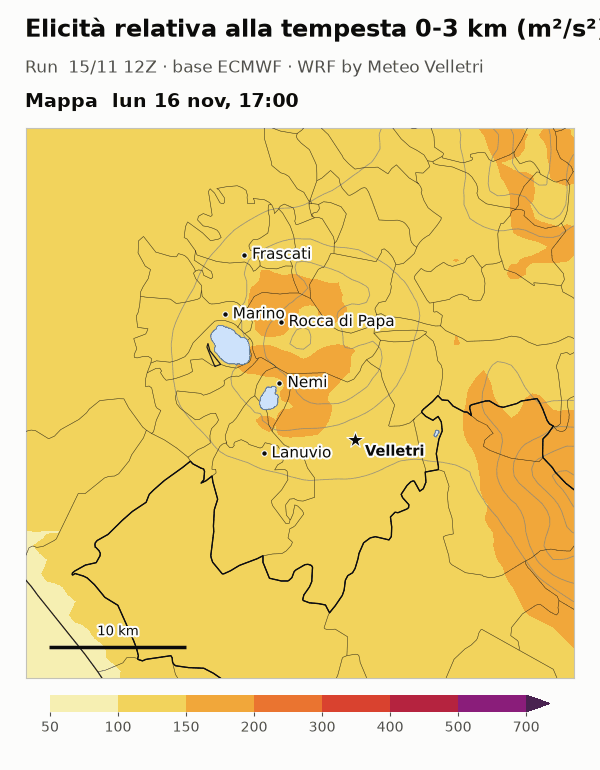 Elicità relativa alla tempesta 0-3 km (m²/s²)
Run 15/11 12Z · base ECMWF · WRF by Meteo Velletri
Mappa lun 16 nov, 17:00
Frascati
Marino
Rocca di Papa
Nemi
Velletri
Lanuvio
10 km
50 100 150 200 300 400 500 700